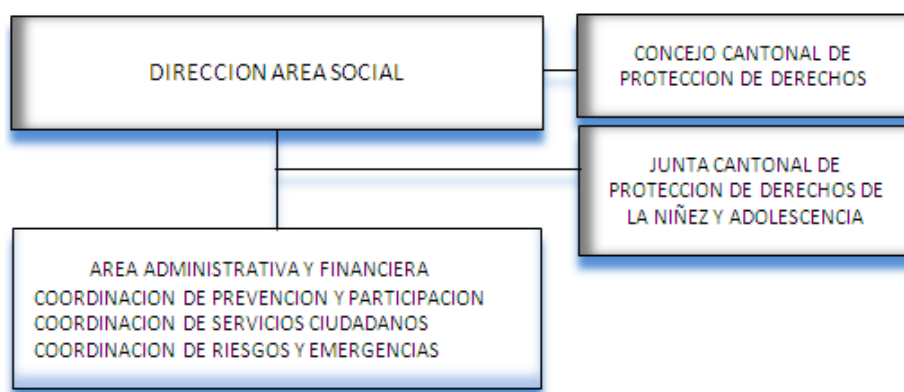 DIRECCION AREA SOCIAL
CONCEJO CANTONAL DE
PROTECCION DE DERECHOS
JUNTA CANTONAL DE
PROTECCION DE DERECHOS DE
LA NIÑEZ Y ADOLESCENCIA
AREA ADMINISTRATIVA Y FINANCIERA
COORDINACION DE PREVENCION Y PARTICIPACION
COORDINACION DE SERVICIOS CIUDADANOS
COORDINACION DE RIESGOS Y EMERGENCIAS